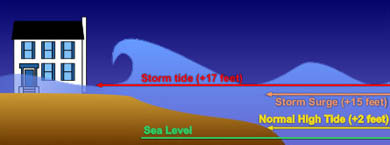 Storm tide (+17 feet)
Storm Surge (+15 feet)
Normal High Tide (+2 feet)
Sea Level